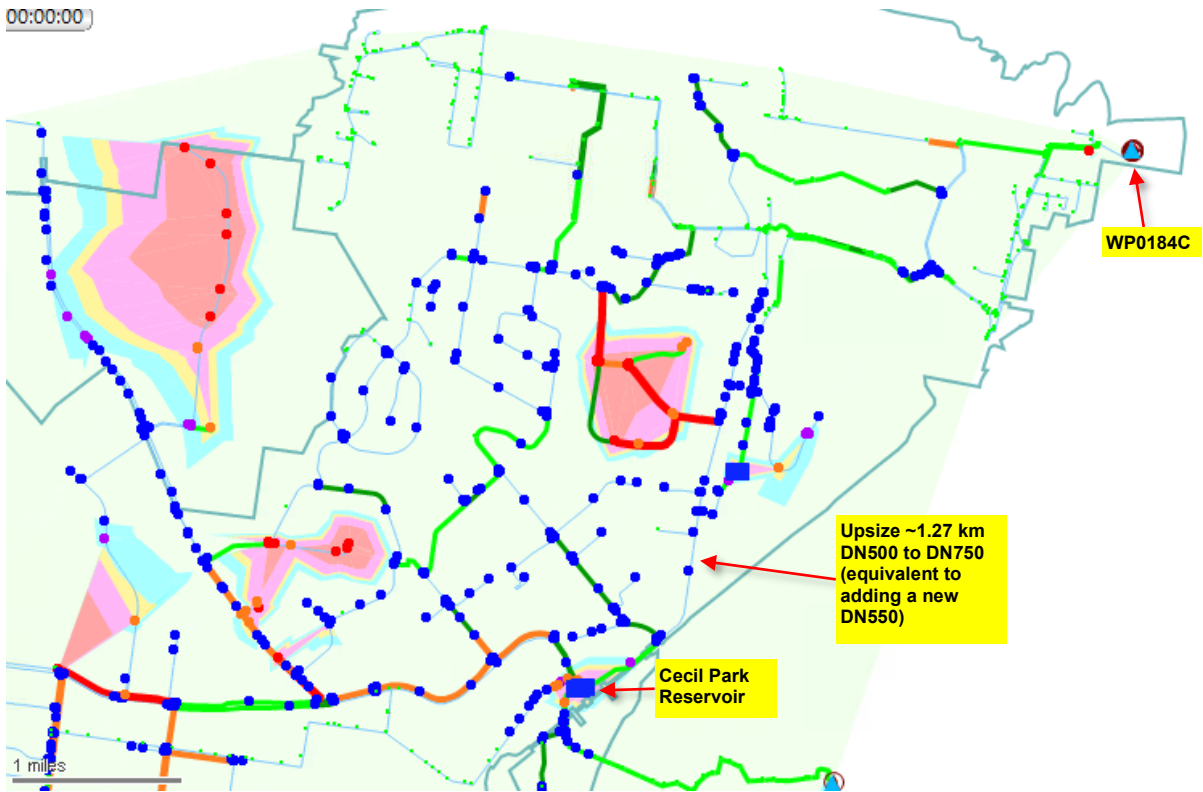 00:00:00
WP0184C
Upsize ~1.27 km
DN500 to DN750
(equivalent to
adding a new
DN550)
Cecil Park
Reservoir
1 miles